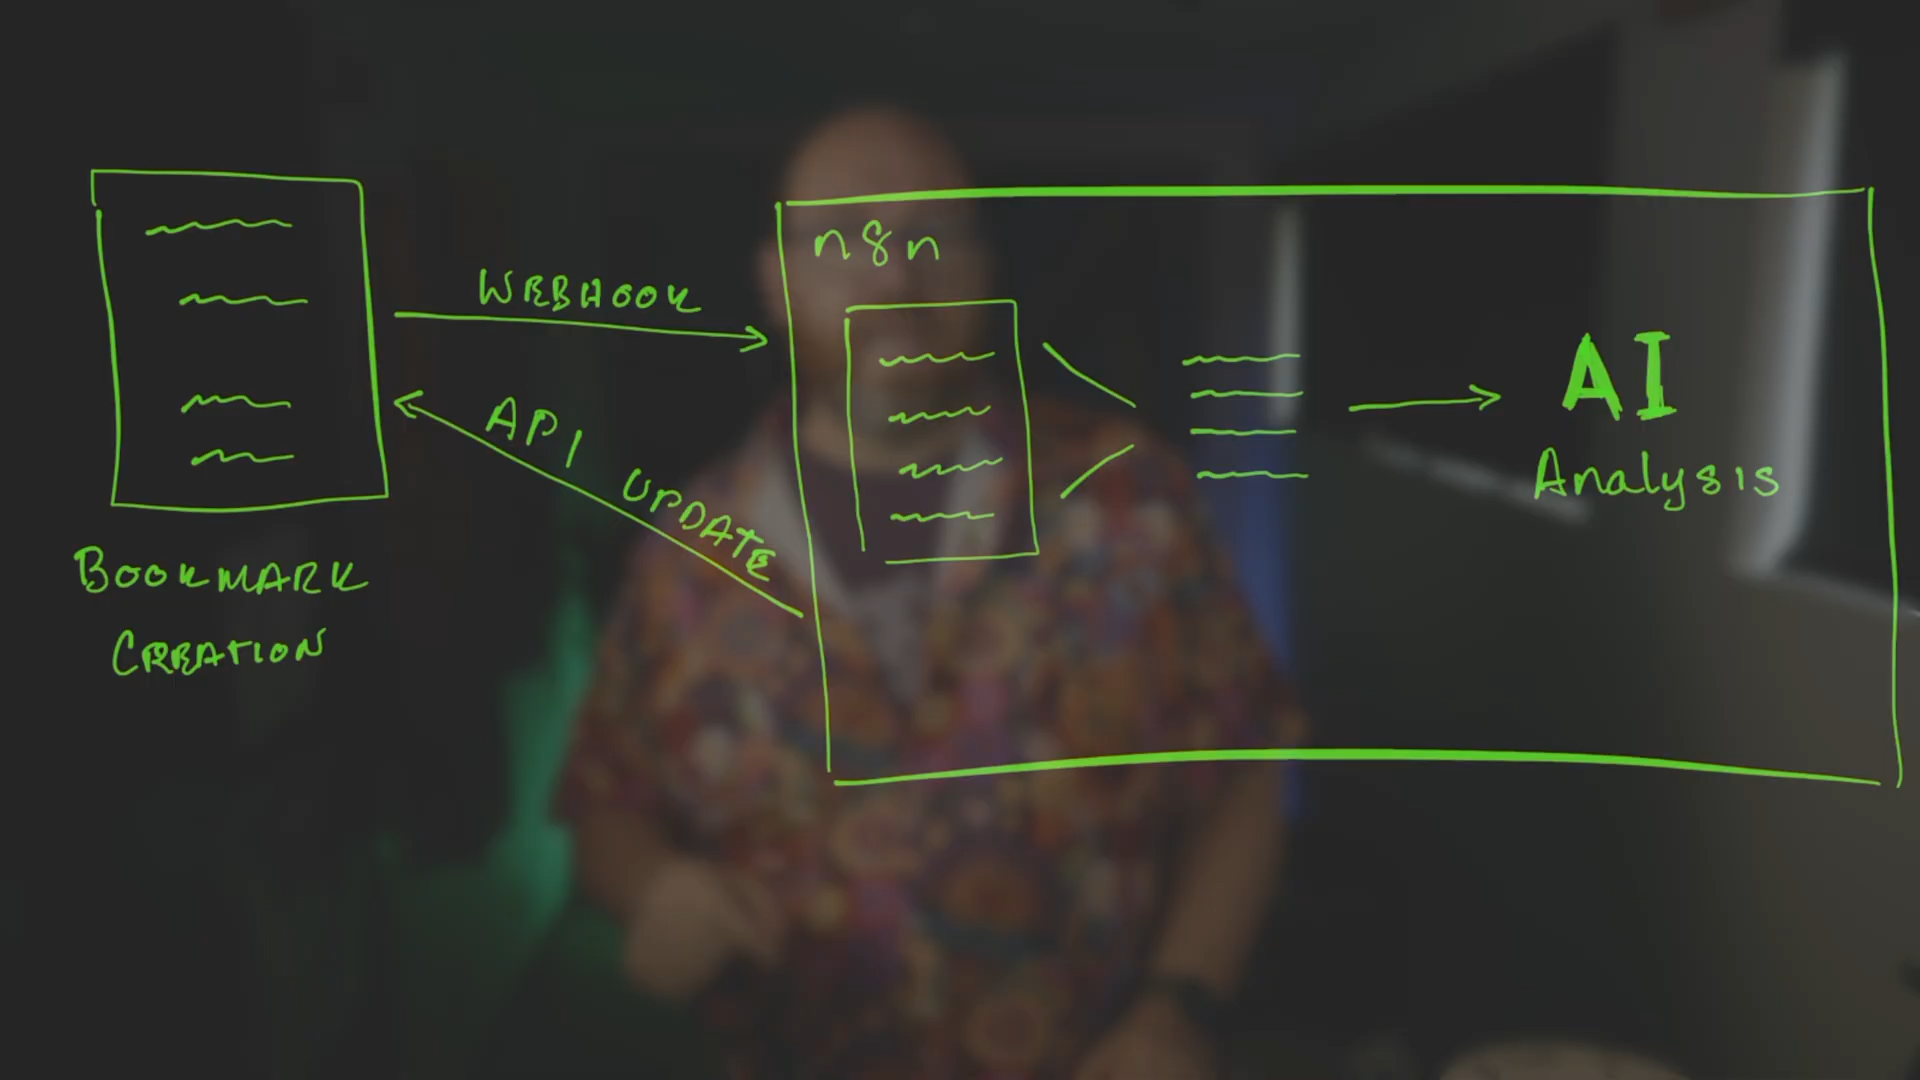 n8n
WEBHOOK
API UPDATE
AI
Analysis
BOOKMARK
CREATION